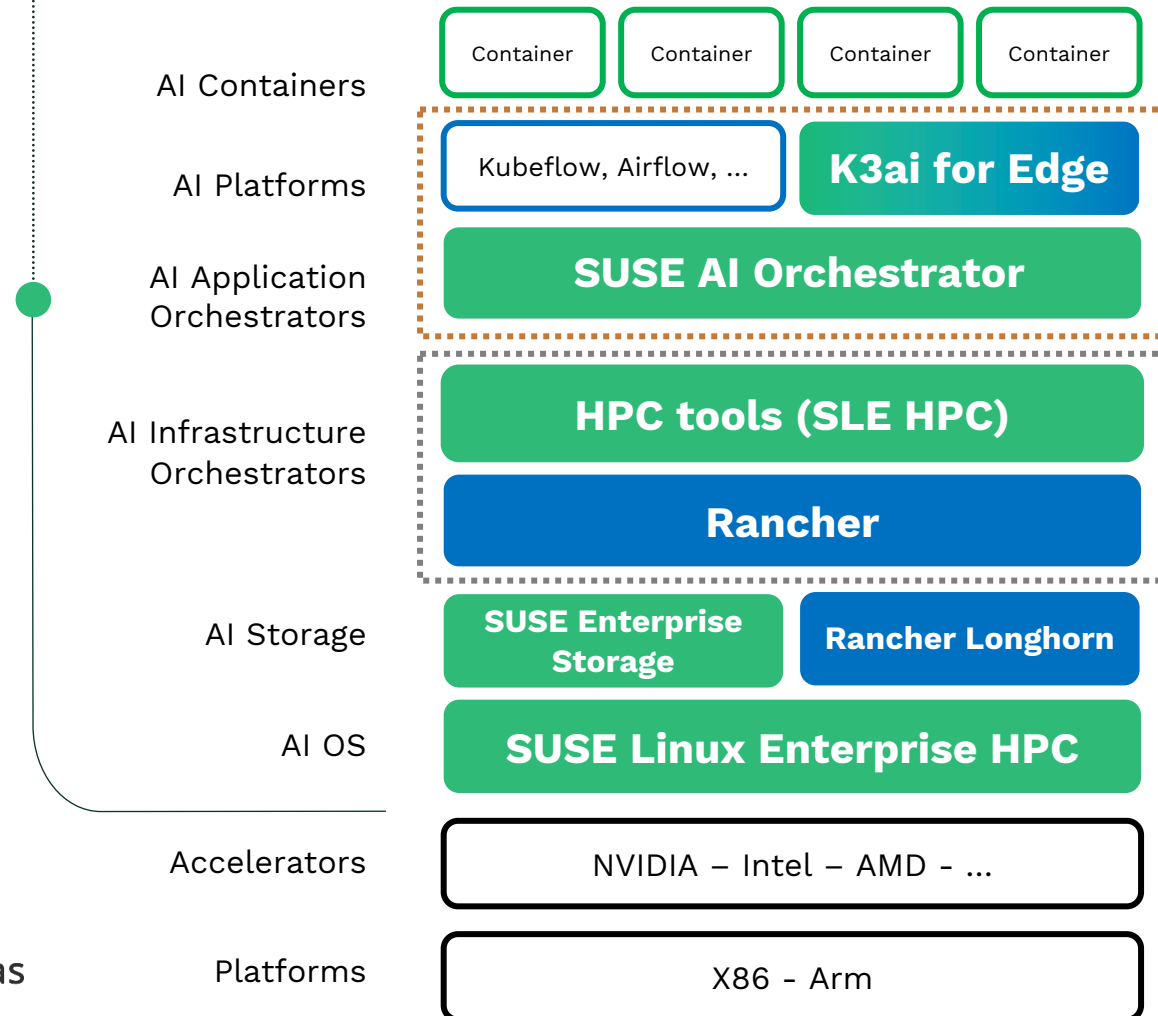 Container Container Container Container
AI Containers
AI Platforms
Kubeflow, Airflow, ...
K3ai for Edge
AI Application
Orchestrators
SUSE AI Orchestrator
AI Infrastructure
Orchestrators
HPC tools (SLE HPC)
Rancher
AI Storage
SUSE Enterprise
Storage
Rancher Longhorn
AI OS
SUSE Linux Enterprise HPC
Accelerators
NVIDIA – Intel – AMD - ...
as
Platforms
X86 - Arm